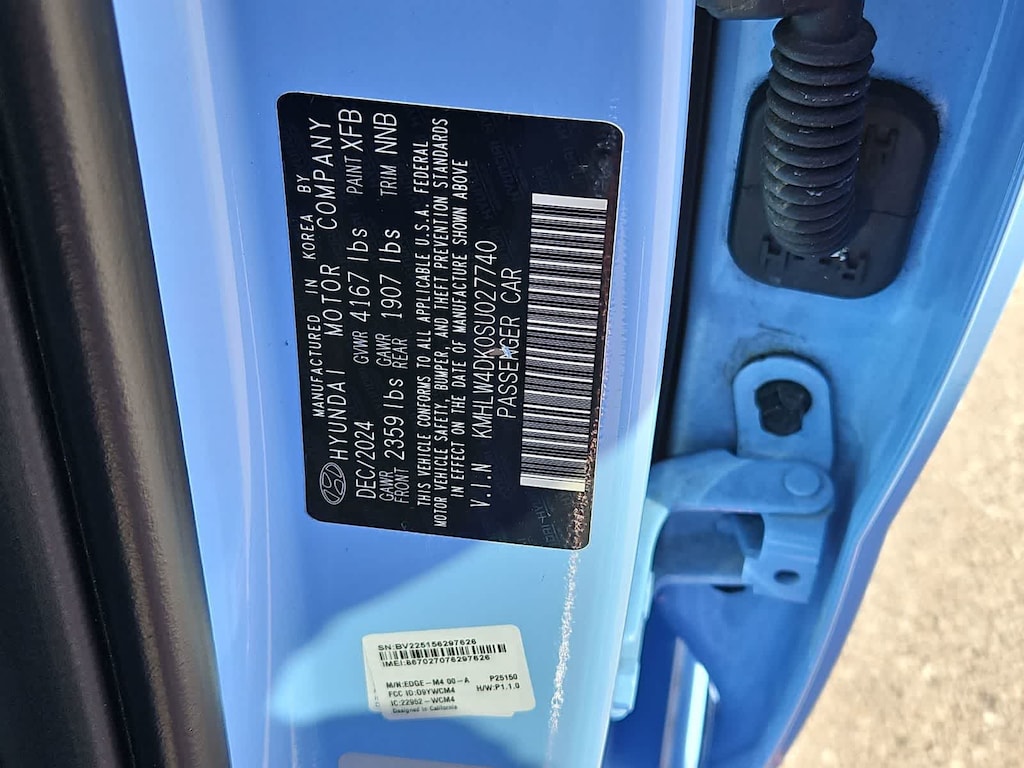 MANUFACTURED IN KOREA BY
HYUNDAI MOTOR COMPANY
DEC/2024 GVWR 4167 lbs PAINT XFB
GAWR FRONT 2359 lbs GAWR REAR 1907 lbs TRIM NNB
THIS VEHICLE CONFORMS TO ALL APPLICABLE U.S.A. FEDERAL
MOTOR VEHICLE SAFETY, BUMPER, AND THEFT PREVENTION STANDARDS
IN EFFECT ON THE DATE OF MANUFACTURE SHOWN ABOVE
V.I.N KMHLW4DK0SU027740
PASSENGER CAR
SN:BV225156297626
IMEI:867027076297626
M/N:EDGE-M4 00-A P25150
FCC ID:O9YWCM4 H/W:P1.1.0
IC:22952-WCM4
Designed in California